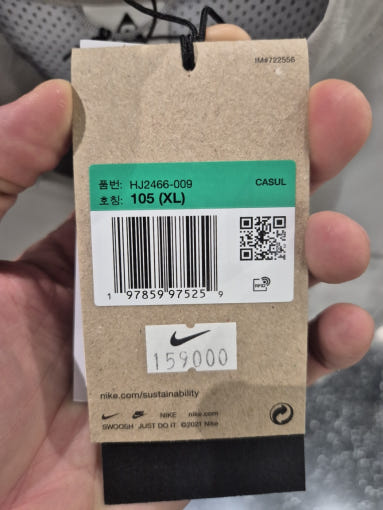 IM#722556
품번: HJ2466-009 CASUL
호칭: 105 (XL)
1 97859 97525 9
RFID
159000
nike.com/sustainability
NIKE nike.com
SWOOSH JUST DO IT ©2021 Nike